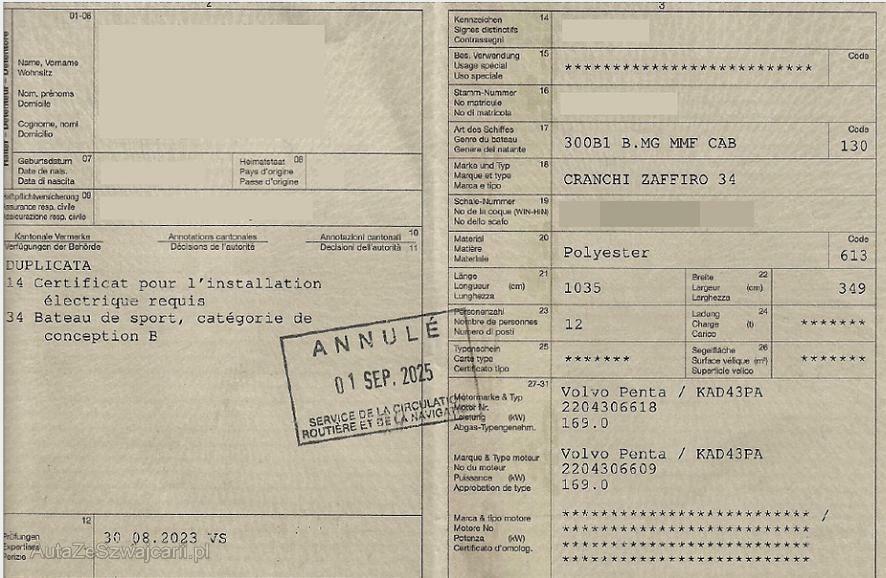 2
01-06
Halter - Détenteur - Detentore
Name, Vorname
Wohnsitz
Nom, prénoms
Domicile
Cognome, nomi
Domicilio
Geburtsdatum 07
Date de nais.
Data di nascita
Heimatstaat 08
Pays d'origine
Paese d'origine
Haftpflichtversicherung 09
Assurance resp. civile
Assicurazione resp. civile
Kantonale Vermerke Annotations cantonales Annotazioni cantonali 10
Verfügungen der Behörde Décisions de l'autorité Decisioni dell'autorità 11
DUPLICATA
14 Certificat pour l'installation
électrique requis
34 Bateau de sport, catégorie de
conception B
ANNULÉ
01 SEP. 2025
SERVICE DE LA CIRCULATION
ROUTIÈRE ET DE LA NAVIGAT
12
Prüfungen
Expertises
Perizie
30 08.2023 VS
AutaZeSzwajcarii.pl
3
Kennzeichen 14
Signes distinctifs
Contrassegni
Bes. Verwendung 15
Usage spécial
Uso speciale
*************************
Code
Stamm-Nummer 16
No matricule
No di matricola
Art des Schiffes 17
Genre du bateau
Genere del natante
300B1 B.MG MMF CAB
Code
130
Marke und Typ 18
Marque et type
Marca e tipo
CRANCHI ZAFFIRO 34
Schale-Nummer 19
No de la coque (WIN-HIN)
No dello scafo
Material 20
Matière
Materiale
Polyester
Code
613
Länge 21
Longueur (cm)
Lunghezza
1035
Breite 22
Largeur (cm)
Larghezza
349
Personenzahl 23
Nombre de personnes
Numero di posti
12
Ladung 24
Charge (t)
Carico
*******
Typenschein 25
Carte type
Certificato tipo
*******
Segelfläche 26
Surface vélique (m²)
Superficie velico
*******
27-31
Motormarke & Typ
Motor Nr.
Leistung (kW)
Abgas-Typengenehm.
Volvo Penta / KAD43PA
2204306618
169.0
Marque & Type moteur
No du moteur
Puissance (kW)
Approbation de type
Volvo Penta / KAD43PA
2204306609
169.0
Marca & tipo motore
Motore No
Potenza (kW)
Certificato d'omolog.
************************* /
*************************
*************************
*************************